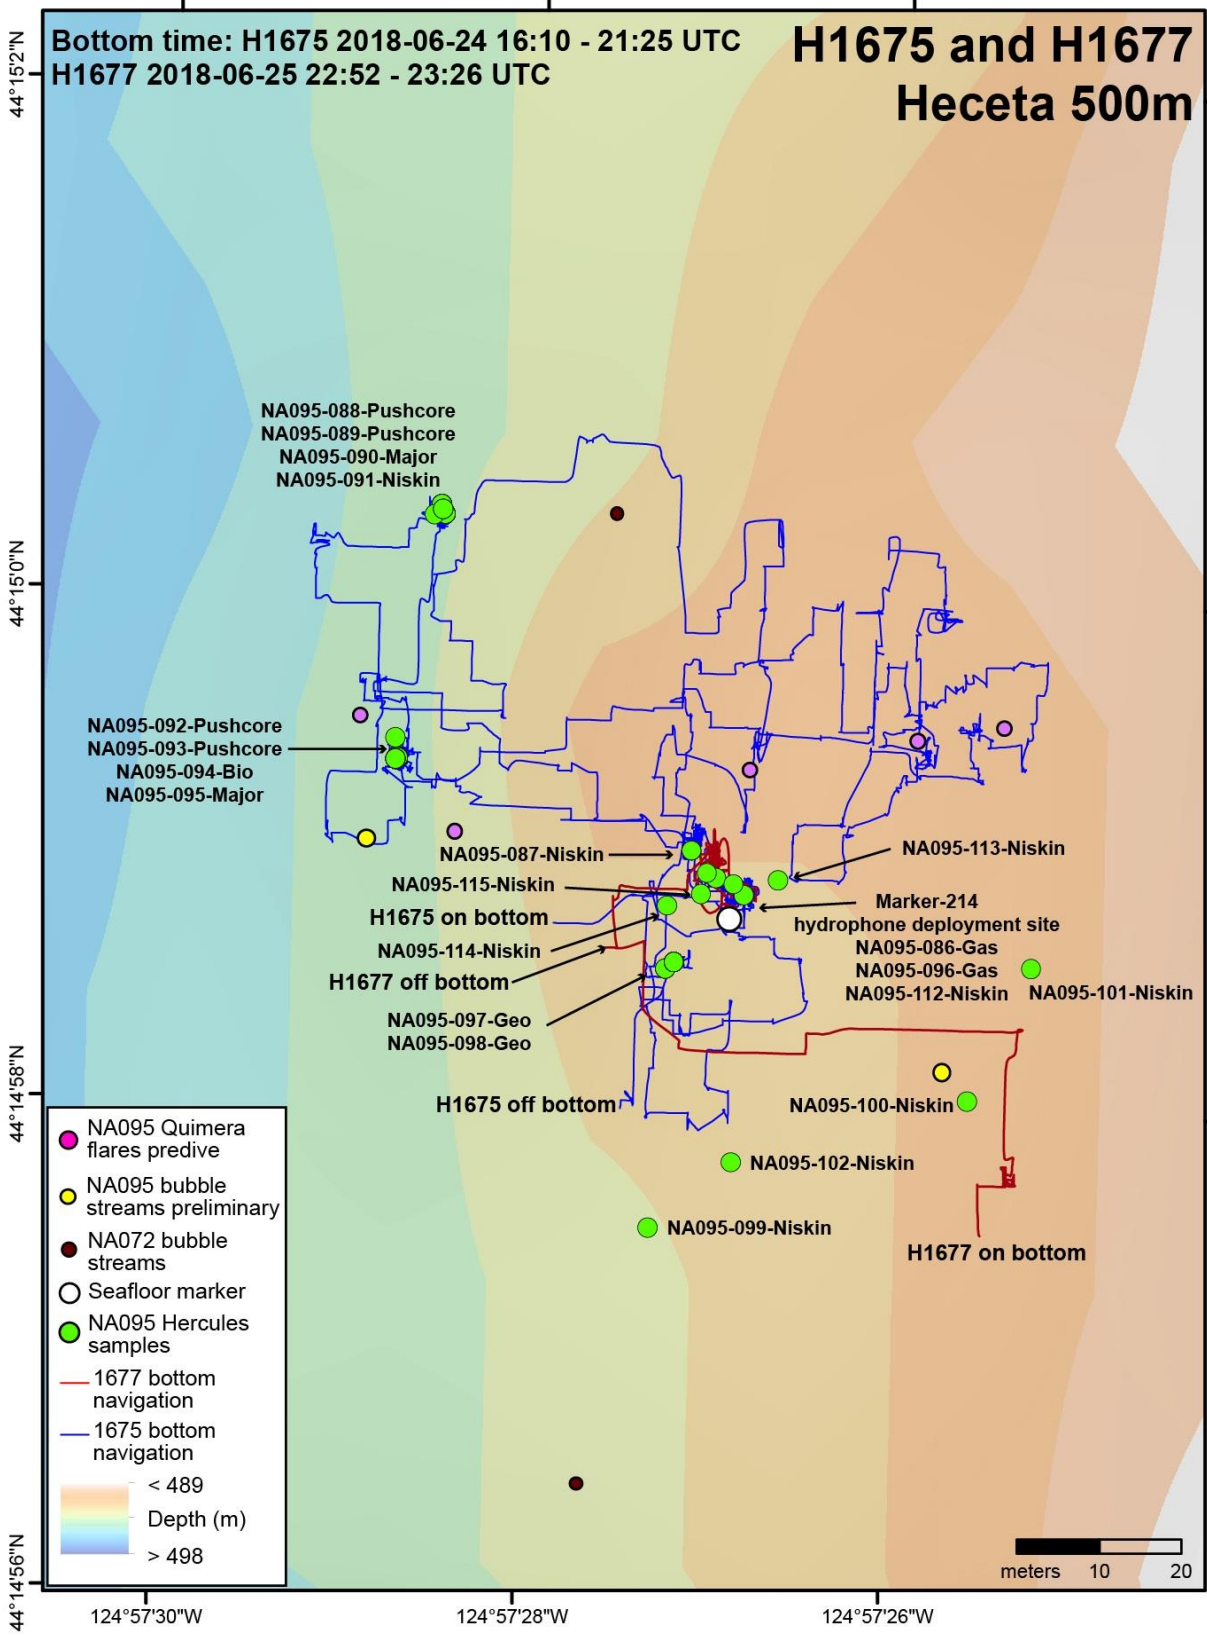 Bottom time: H1675 2018-06-24 16:10 - 21:25 UTC
H1677 2018-06-25 22:52 - 23:26 UTC
H1675 and H1677
Heceta 500m
44°15'2"N
44°15'0"N
44°14'58"N
44°14'56"N
NA095-088-Pushcore
NA095-089-Pushcore
NA095-090-Major
NA095-091-Niskin
NA095-092-Pushcore
NA095-093-Pushcore
NA095-094-Bio
NA095-095-Major
NA095-087-Niskin
NA095-113-Niskin
NA095-115-Niskin
H1675 on bottom
NA095-114-Niskin
H1677 off bottom
Marker-214
hydrophone deployment site
NA095-086-Gas
NA095-096-Gas
NA095-112-Niskin
NA095-101-Niskin
NA095-097-Geo
NA095-098-Geo
H1675 off bottom
NA095-100-Niskin
NA095-102-Niskin
NA095-099-Niskin
H1677 on bottom
NA095 Quimera
flares predive
NA095 bubble
streams preliminary
NA072 bubble
streams
Seafloor marker
NA095 Hercules
samples
1677 bottom
navigation
1675 bottom
navigation
< 489
Depth (m)
> 498
meters 10 20
124°57'30"W
124°57'28"W
124°57'26"W